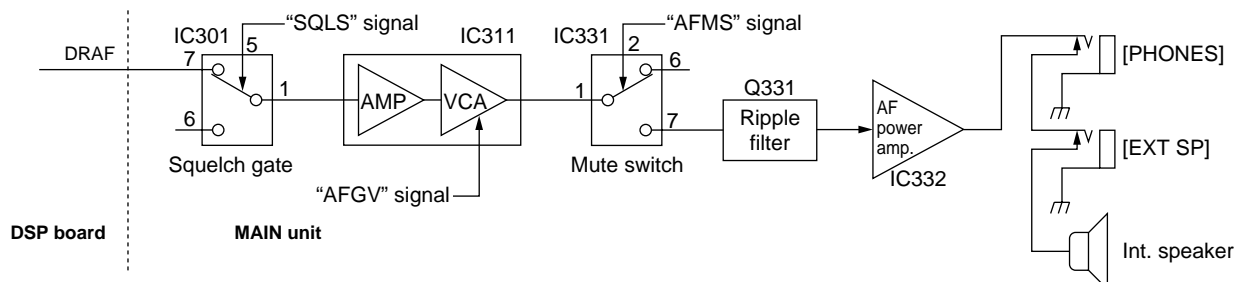 “SQLS” signal
“AFMS” signal
IC301
IC311
IC331
DRAF
7
5
1
6
AMP
VCA
2
6
1
7
Q331
Ripple
filter
AF
power
amp.
IC332
[PHONES]
[EXT SP]
Squelch gate
Mute switch
“AFGV” signal
DSP board
MAIN unit
Int. speaker